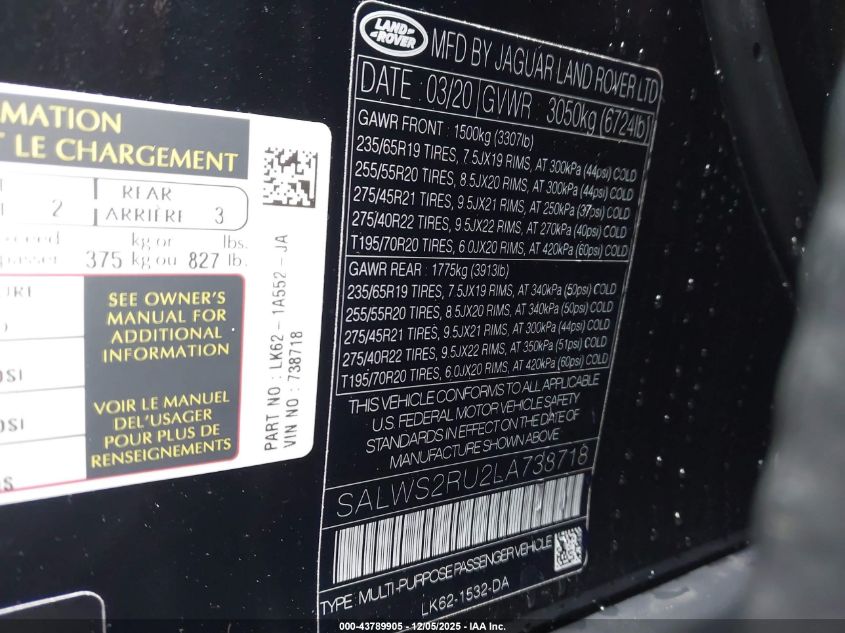 MATION
T LE CHARGEMENT
2
REAR
ARRIÈRE 3
kg or lbs.
375 kg ou 827 lb.
SEE OWNER'S
MANUAL FOR
ADDITIONAL
INFORMATION
VOIR LE MANUEL
DEL'USAGER
POUR PLUS DE
RENSEIGNEMENTS
PART NO : LK62 - 1A552 - JA
VIN NO : 738718
LAND
ROVER
MFD BY JAGUAR LAND ROVER LTD
DATE : 03/20 GVWR : 3050kg (6724lb)
GAWR FRONT : 1500kg (3307lb)
235/65R19 TIRES, 7.5JX19 RIMS, AT 300kPa (44psi) COLD
255/55R20 TIRES, 8.5JX20 RIMS, AT 300kPa (44psi) COLD
275/45R21 TIRES, 9.5JX21 RIMS, AT 250kPa (37psi) COLD
275/40R22 TIRES, 9.5JX22 RIMS, AT 270kPa (40psi) COLD
T195/70R20 TIRES, 6.0JX20 RIMS, AT 420kPa (60psi) COLD
GAWR REAR : 1775kg (3913lb)
235/65R19 TIRES, 7.5JX19 RIMS, AT 340kPa (50psi) COLD
255/55R20 TIRES, 8.5JX20 RIMS, AT 340kPa (50psi) COLD
275/45R21 TIRES, 9.5JX21 RIMS, AT 300kPa (44psi) COLD
275/40R22 TIRES, 9.5JX22 RIMS, AT 350kPa (51psi) COLD
T195/70R20 TIRES, 6.0JX20 RIMS, AT 420kPa (60psi) COLD
THIS VEHICLE CONFORMS TO ALL APPLICABLE
U.S. FEDERAL MOTOR VEHICLE SAFETY
STANDARDS IN EFFECT ON THE DATE OF
MANUFACTURE SHOWN ABOVE.
SALWS2RU2LA738718
TYPE : MULTI-PURPOSE PASSENGER VEHICLE
LK62-1532-DA
000-43789905 - 12/05/2025 - IAA Inc.